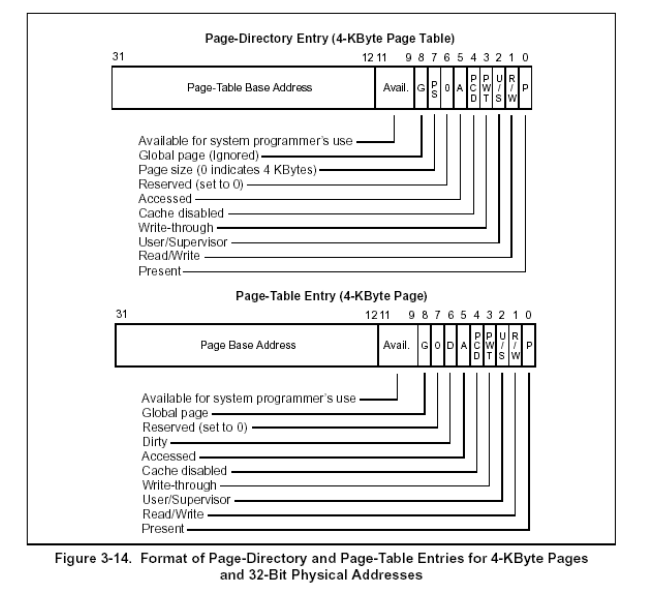 Page-Directory Entry (4-KByte Page Table)
31 12 11 9 8 7 6 5 4 3 2 1 0
Page-Table Base Address Avail. G PS 0 A PCD PWT U/S R/W P
Available for system programmer's use
Global page (Ignored)
Page size (0 indicates 4 KBytes)
Reserved (set to 0)
Accessed
Cache disabled
Write-through
User/Supervisor
Read/Write
Present
Page-Table Entry (4-KByte Page)
31 12 11 9 8 7 6 5 4 3 2 1 0
Page Base Address Avail. G 0 D A PCD PWT U/S R/W P
Available for system programmer's use
Global page
Reserved (set to 0)
Dirty
Accessed
Cache disabled
Write-through
User/Supervisor
Read/Write
Present
Figure 3-14. Format of Page-Directory and Page-Table Entries for 4-KByte Pages
and 32-Bit Physical Addresses